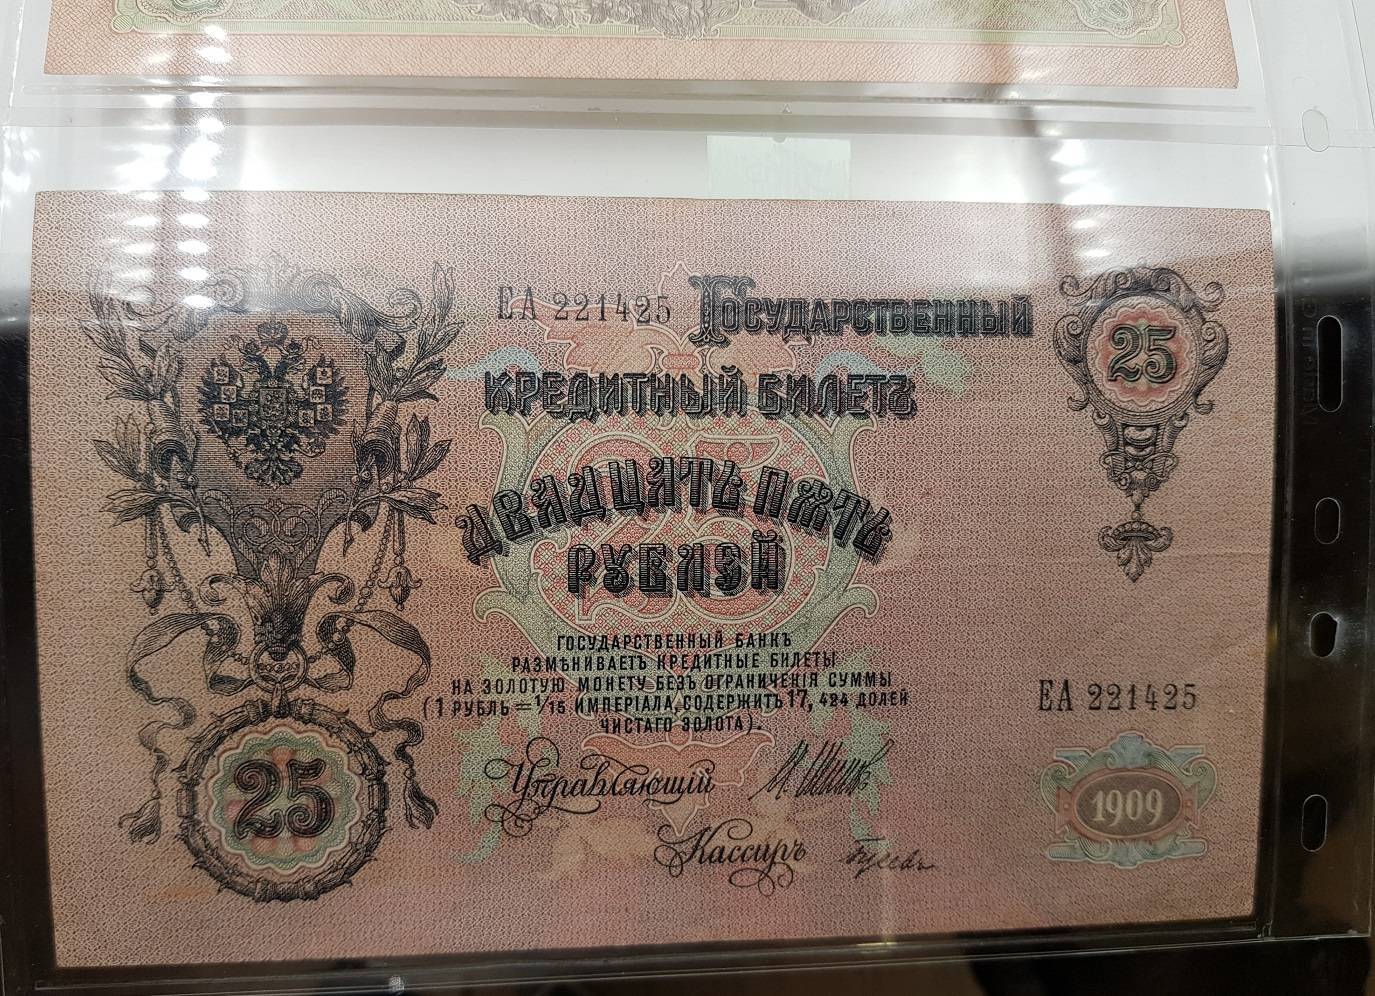 ЕА 221425 Государственный
25
кредитный билетъ
двадцать пять
рублей
25
ГОСУДАРСТВЕННЫЙ БАНКЪ
РАЗМѢНИВАЕТЪ КРЕДИТНЫЕ БИЛЕТЫ
НА ЗОЛОТУЮ МОНЕТУ БЕЗЪ ОГРАНИЧЕНІЯ СУММЫ
(1 РУБЛЬ = 1/15 ИМПЕРІАЛА, СОДЕРЖИТЪ 17, 424 ДОЛЕЙ
ЧИСТАГО ЗОЛОТА).
ЕА 221425
Управляющій
25
1909
Кассиръ